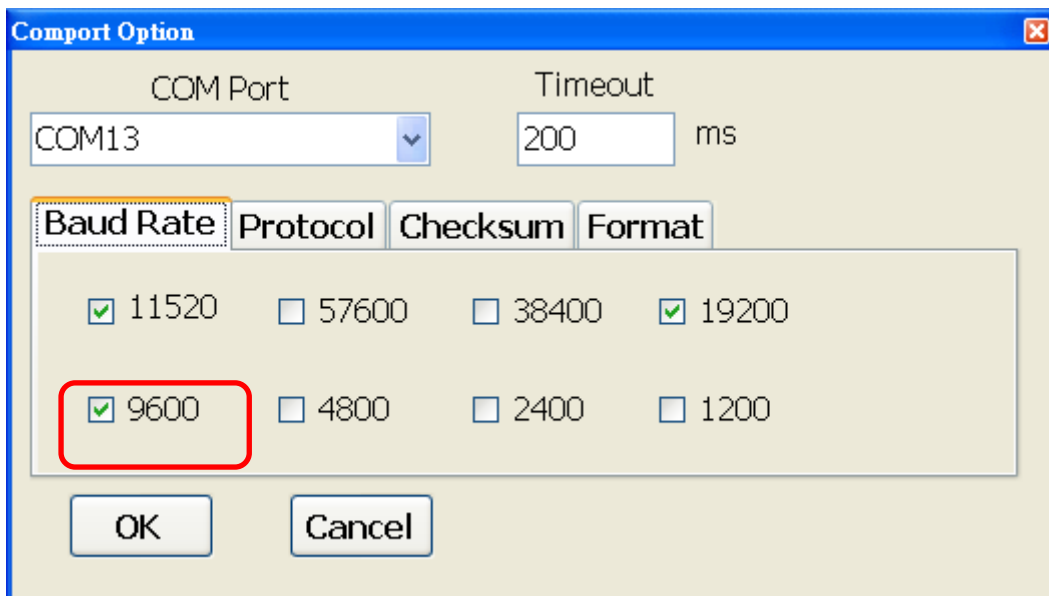 Comport Option
COM Port Timeout
COM13 200 ms
Baud Rate Protocol Checksum Format
11520 57600 38400 19200
9600 4800 2400 1200
OK Cancel